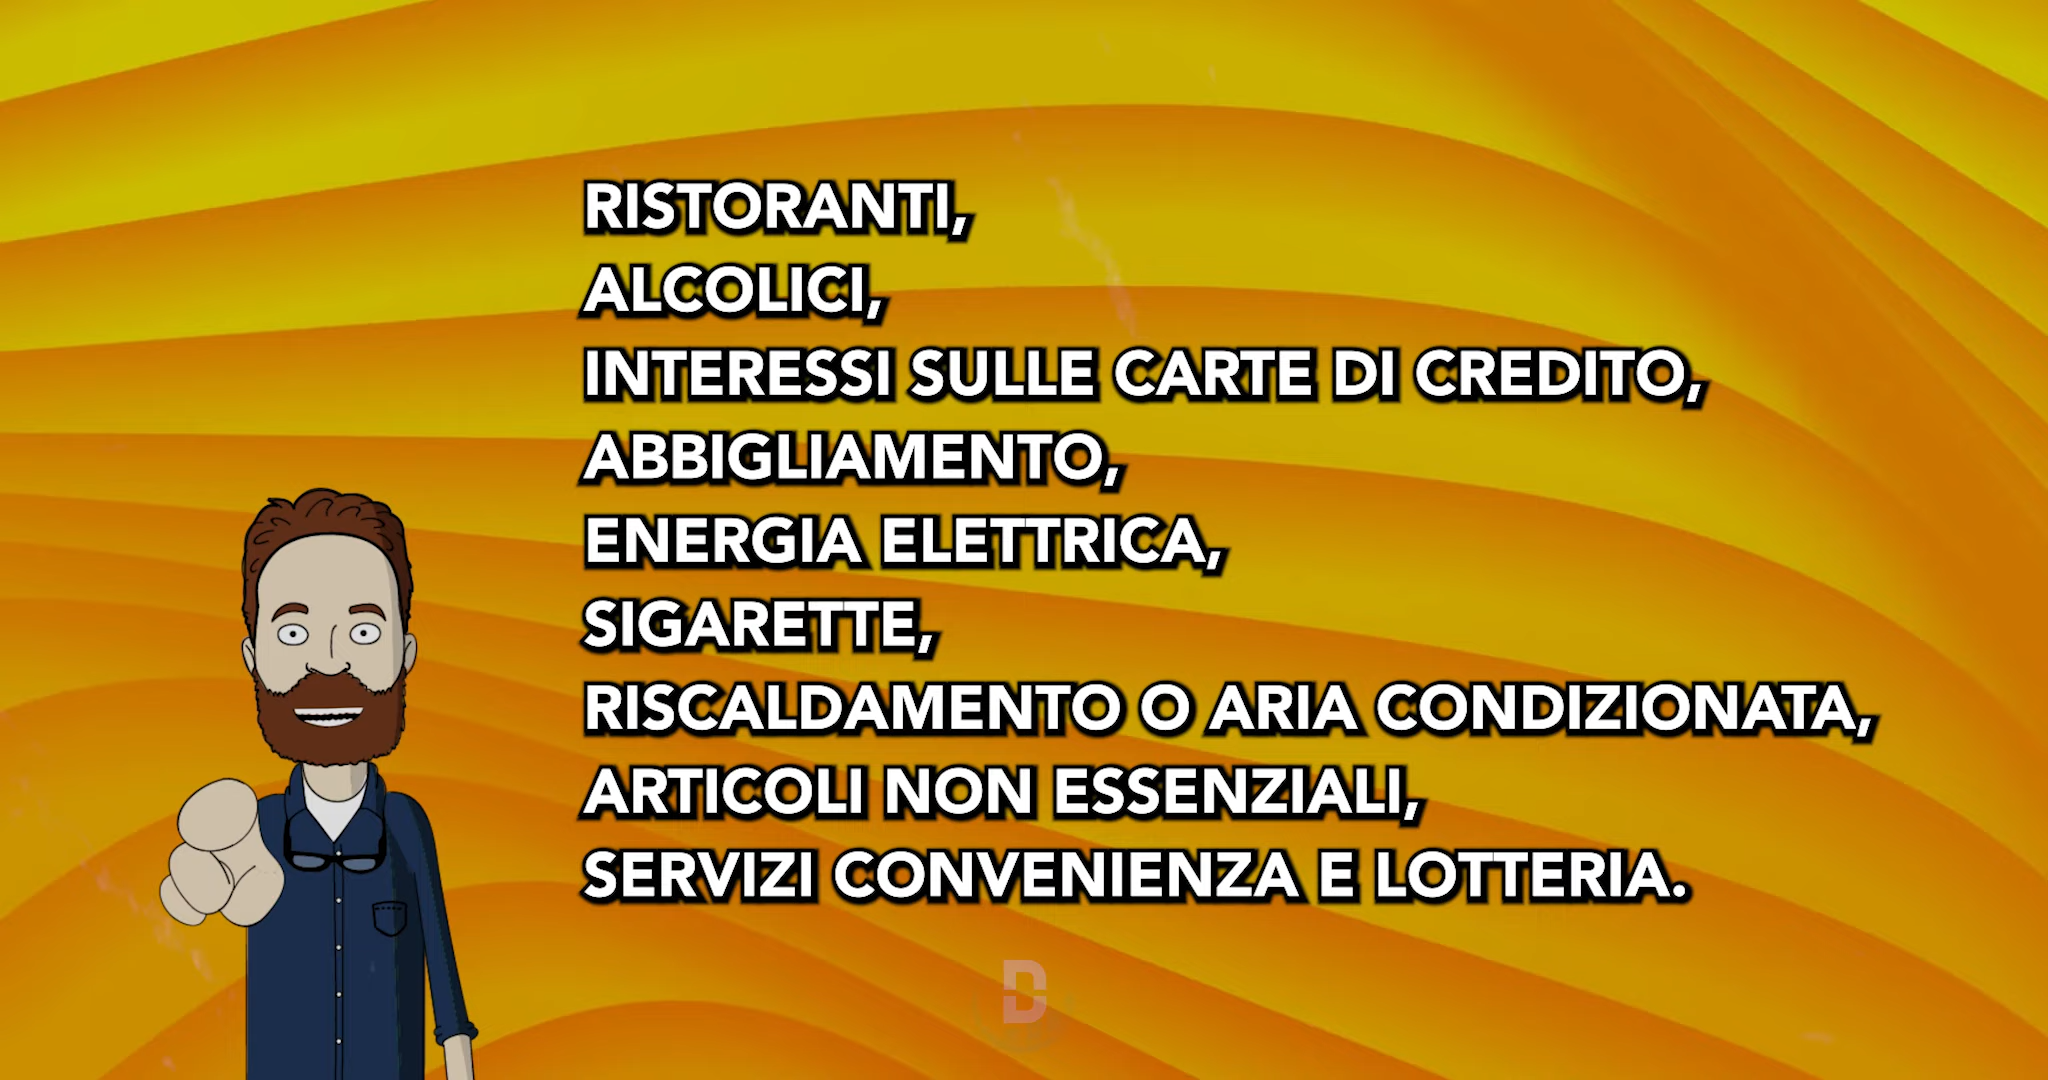 RISTORANTI,
ALCOLICI,
INTERESSI SULLE CARTE DI CREDITO,
ABBIGLIAMENTO,
ENERGIA ELETTRICA,
SIGARETTE,
RISCALDAMENTO O ARIA CONDIZIONATA,
ARTICOLI NON ESSENZIALI,
SERVIZI CONVENIENZA E LOTTERIA.
D